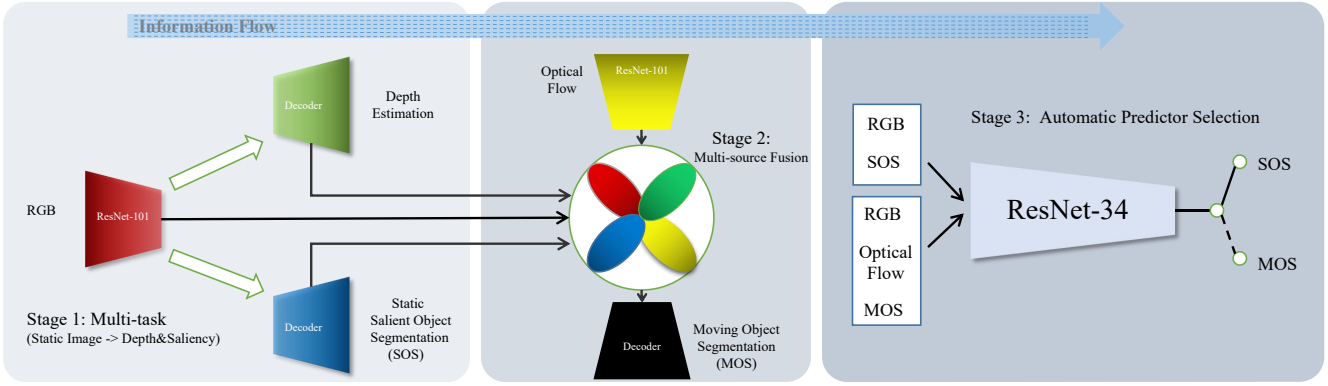 Information Flow
Decoder
Depth
Estimation
RGB
ResNet-101
Decoder
Static
Salient Object
Segmentation
(SOS)
Stage 1: Multi-task
(Static Image -> Depth&Saliency)
Optical
Flow
ResNet-101
Stage 2:
Multi-source Fusion
Decoder
Moving Object
Segmentation
(MOS)
Stage 3: Automatic Predictor Selection
RGB
SOS
RGB
Optical
Flow
MOS
ResNet-34
SOS
MOS